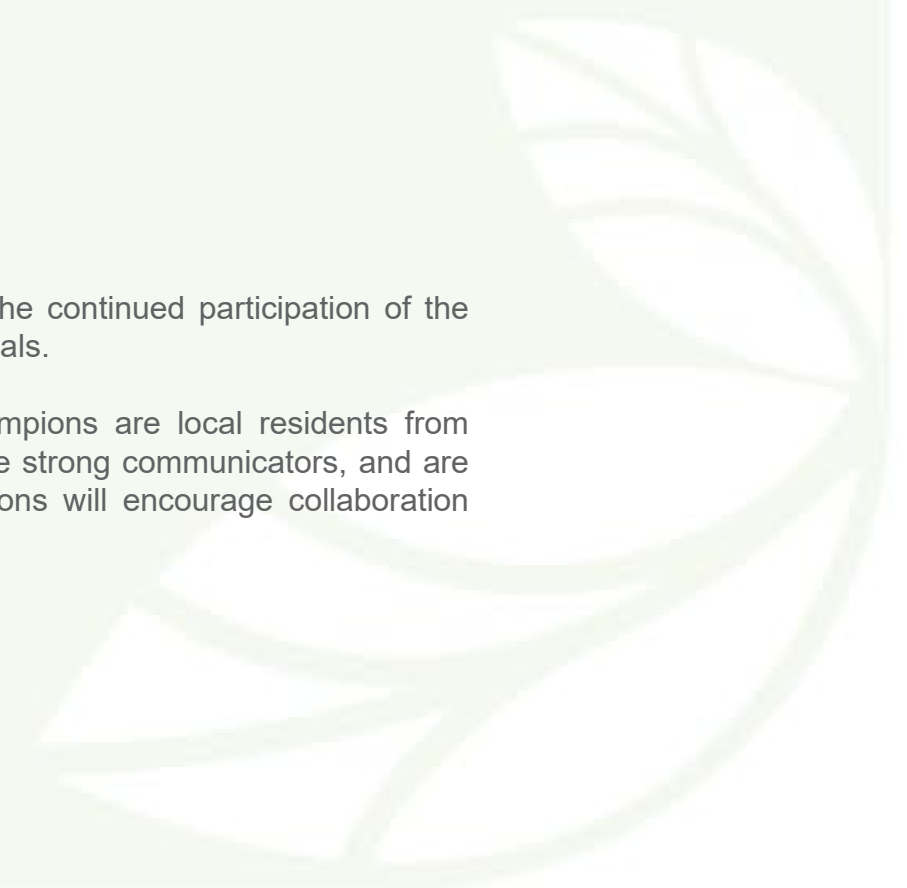 he continued participation of the
als.
mpions are local residents from
e strong communicators, and are
ons will encourage collaboration